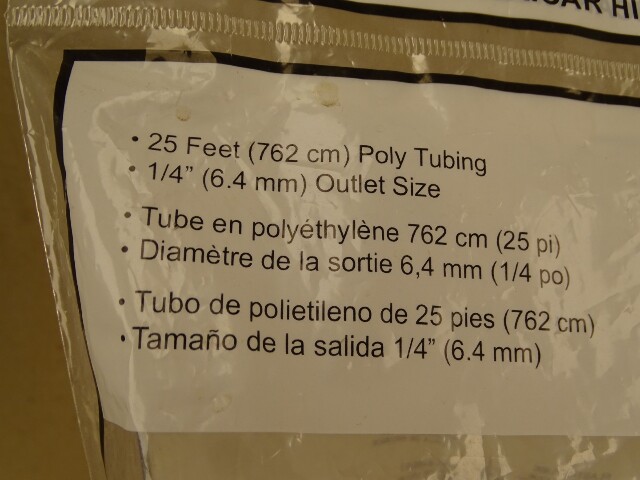 • 25 Feet (762 cm) Poly Tubing
• 1/4” (6.4 mm) Outlet Size
• Tube en polyéthylène 762 cm (25 pi)
• Diamètre de la sortie 6,4 mm (1/4 po)
• Tubo de polietileno de 25 pies (762 cm)
• Tamaño de la salida 1/4” (6.4 mm)